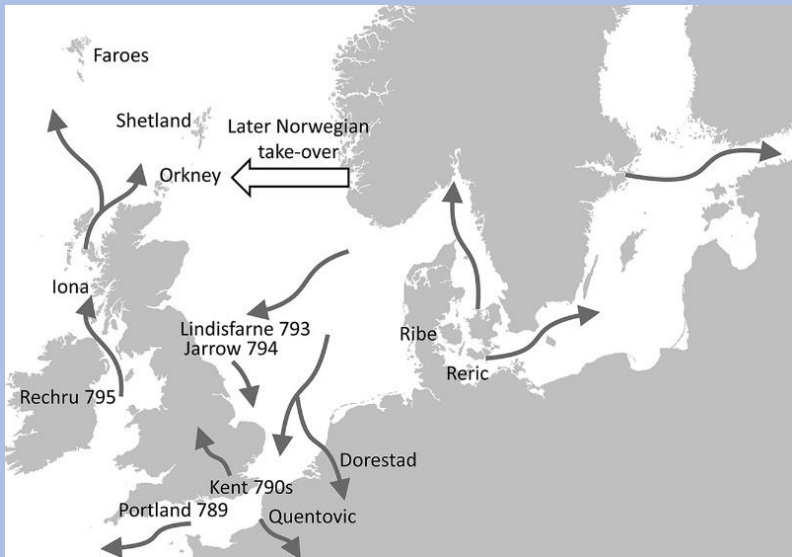 Faroes
Shetland
Later Norwegian
take-over
Orkney
Iona
Lindisfarne 793
Jarrow 794
Ribe
Reric
Rechru 795
Dorestad
Kent 790s
Portland 789
Quentovic